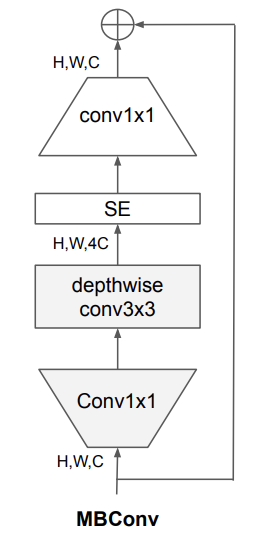 H,W,C
conv1x1
SE
H,W,4C
depthwise
conv3x3
Conv1x1
H,W,C
MBConv